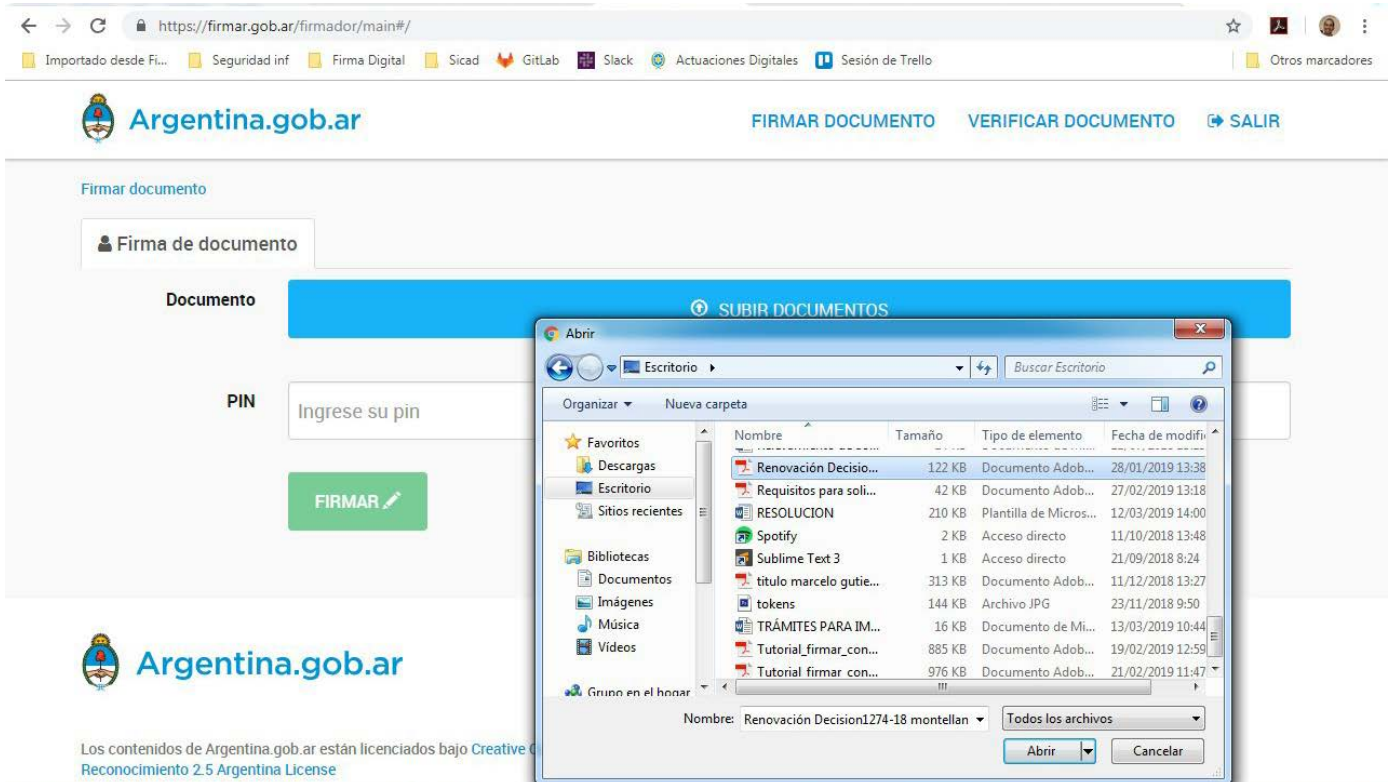 https://firmar.gob.ar/firmador/main#/
Importado desde Fi... Seguridad inf Firma Digital Sicad GitLab Slack Actuaciones Digitales Sesión de Trello Otros marcadores
Argentina.gob.ar FIRMAR DOCUMENTO VERIFICAR DOCUMENTO SALIR
Firmar documento
Firma de documento
Documento SUBIR DOCUMENTOS
PIN Ingrese su pin
FIRMAR
Abrir
Escritorio Buscar Escritorio
Organizar Nueva carpeta
Favoritos
Descargas
Escritorio
Sitios recientes
Bibliotecas
Documentos
Imágenes
Música
Vídeos
Grupo en el hogar
Nombre Tamaño Tipo de elemento Fecha de modifi
Renovación Decisio... 122 KB Documento Adob... 28/01/2019 13:38
Requisitos para soli... 42 KB Documento Adob... 27/02/2019 13:18
RESOLUCION 210 KB Plantilla de Micros... 12/03/2019 14:00
Spotify 2 KB Acceso directo 11/10/2018 13:48
Sublime Text 3 1 KB Acceso directo 21/09/2018 8:24
titulo marcelo gutie... 313 KB Documento Adob... 11/12/2018 13:27
tokens 144 KB Archivo JPG 23/11/2018 9:50
TRÁMITES PARA IM... 16 KB Documento de Mi... 13/03/2019 10:44
Tutorial_firmar_con... 885 KB Documento Adob... 19/02/2019 12:59
Tutorial firmar con... 976 KB Documento Adob... 21/02/2019 11:47
Nombre: Renovación Decision1274-18 montellan Todos los archivos
Abrir Cancelar
Argentina.gob.ar
Los contenidos de Argentina.gob.ar están licenciados bajo Creative
Reconocimiento 2.5 Argentina License